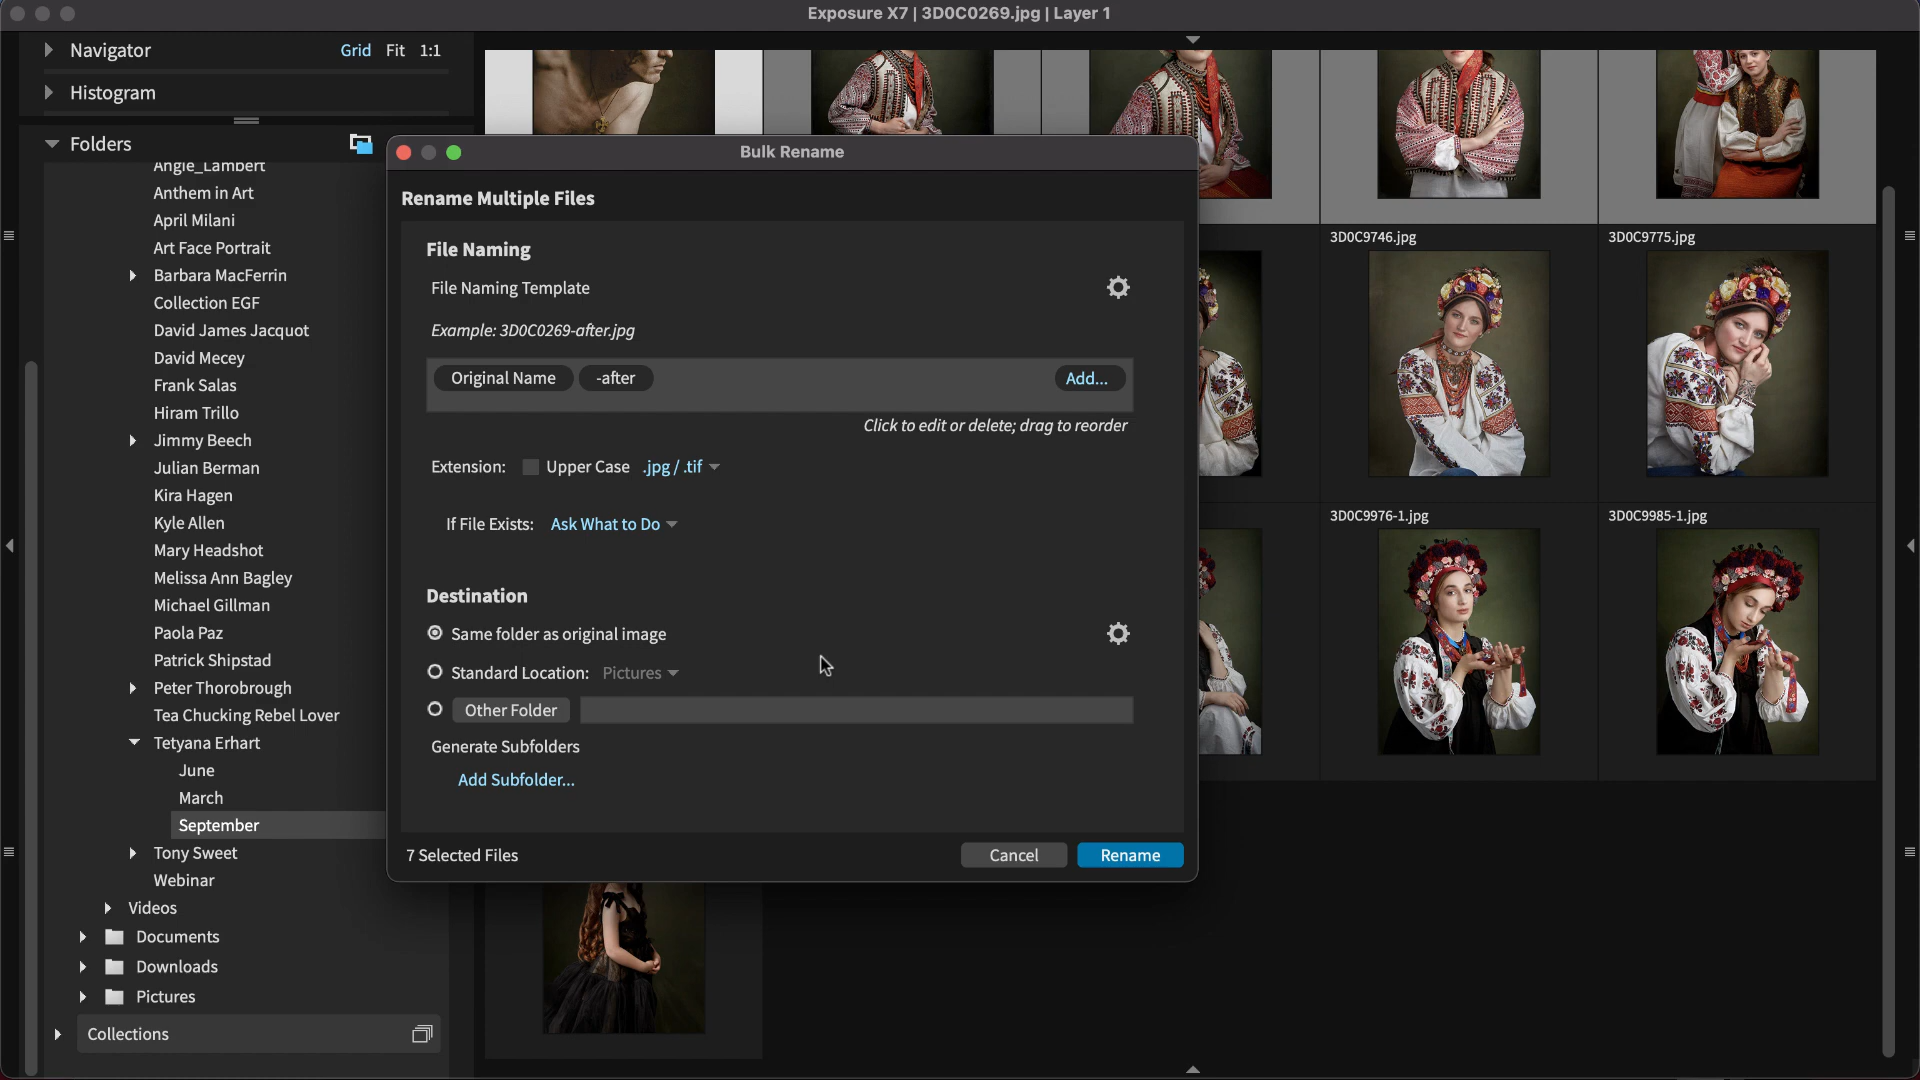 Exposure X7 | 3D0C0269.jpg | Layer 1
Navigator
Grid Fit 1:1
Histogram
Folders
Angie_Lambert
Anthem in Art
April Milani
Art Face Portrait
Barbara MacFerrin
Collection EGF
David James Jacquot
David Mecey
Frank Salas
Hiram Trillo
Jimmy Beech
Julian Berman
Kira Hagen
Kyle Allen
Mary Headshot
Melissa Ann Bagley
Michael Gillman
Paola Paz
Patrick Shipstad
Peter Thorobrough
Tea Chucking Rebel Lover
Tetyana Erhart
June
March
September
Tony Sweet
Webinar
Videos
Documents
Downloads
Pictures
Collections
Bulk Rename
Rename Multiple Files
File Naming
File Naming Template
Example: 3D0C0269-after.jpg
Original Name -after Add...
Click to edit or delete; drag to reorder
Extension: Upper Case .jpg / .tif
If File Exists: Ask What to Do
Destination
Same folder as original image
Standard Location: Pictures
Other Folder
Generate Subfolders
Add Subfolder...
7 Selected Files
Cancel Rename
3D0C9746.jpg
3D0C9775.jpg
3D0C9976-1.jpg
3D0C9985-1.jpg